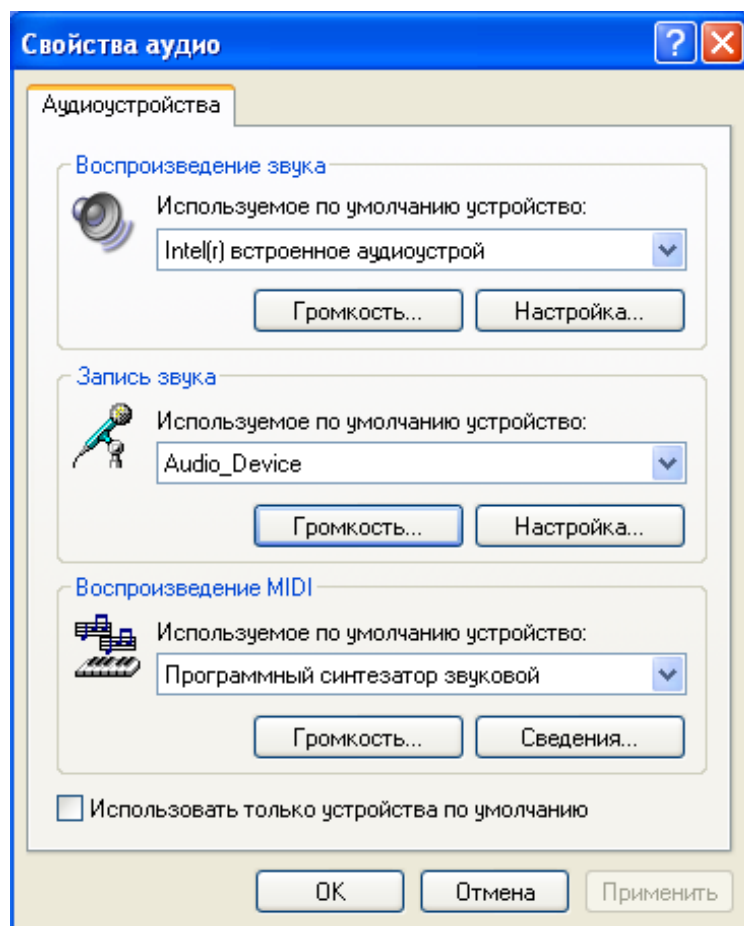 Свойства аудио
Аудиоустройства
Воспроизведение звука
Используемое по умолчанию устройство:
Intel(r) встроенное аудиоустрой
Громкость... Настройка...
Запись звука
Используемое по умолчанию устройство:
Audio_Device
Громкость... Настройка...
Воспроизведение MIDI
Используемое по умолчанию устройство:
Программный синтезатор звуковой
Громкость... Сведения...
Использовать только устройства по умолчанию
OK Отмена Применить